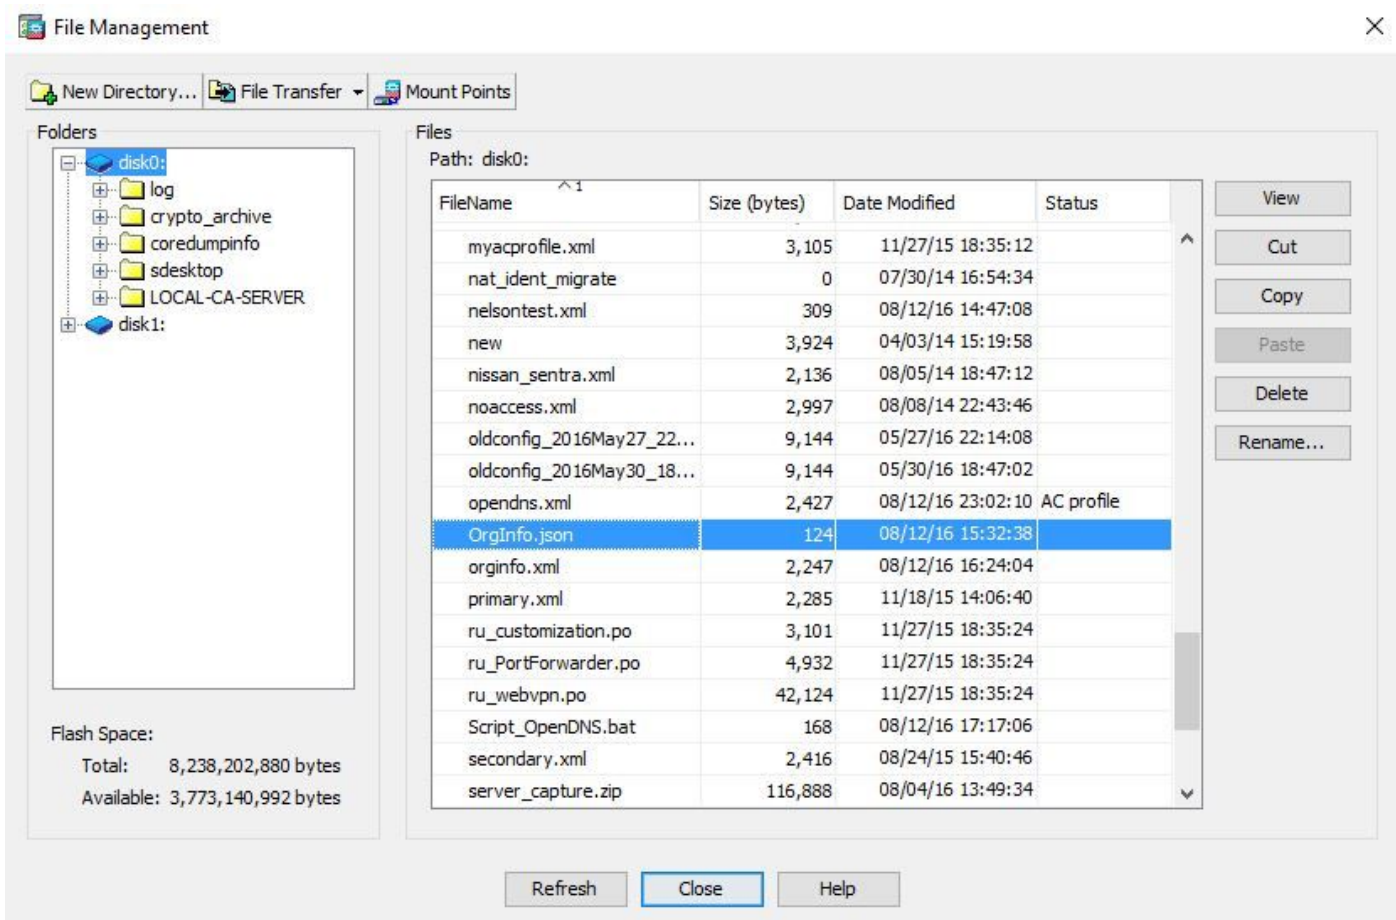 File Management
New Directory... File Transfer Mount Points
Folders
disk0:
log
crypto_archive
coredumpinfo
sdesktop
LOCAL-CA-SERVER
disk1:
Flash Space:
Total: 8,238,202,880 bytes
Available: 3,773,140,992 bytes
Files
Path: disk0:
1
FileName Size (bytes) Date Modified Status
myacprofile.xml 3,105 11/27/15 18:35:12
nat_ident_migrate 0 07/30/14 16:54:34
nelsontest.xml 309 08/12/16 14:47:08
new 3,924 04/03/14 15:19:58
nissan_sentra.xml 2,136 08/05/14 18:47:12
noaccess.xml 2,997 08/08/14 22:43:46
oldconfig_2016May27_22... 9,144 05/27/16 22:14:08
oldconfig_2016May30_18... 9,144 05/30/16 18:47:02
opendns.xml 2,427 08/12/16 23:02:10 AC profile
OrgInfo.json 124 08/12/16 15:32:38
orginfo.xml 2,247 08/12/16 16:24:04
primary.xml 2,285 11/18/15 14:06:40
ru_customization.po 3,101 11/27/15 18:35:24
ru_PortForwarder.po 4,932 11/27/15 18:35:24
ru_webvpn.po 42,124 11/27/15 18:35:24
Script_OpenDNS.bat 168 08/12/16 17:17:06
secondary.xml 2,416 08/24/15 15:40:46
server_capture.zip 116,888 08/04/16 13:49:34
View
Cut
Copy
Paste
Delete
Rename...
Refresh Close Help